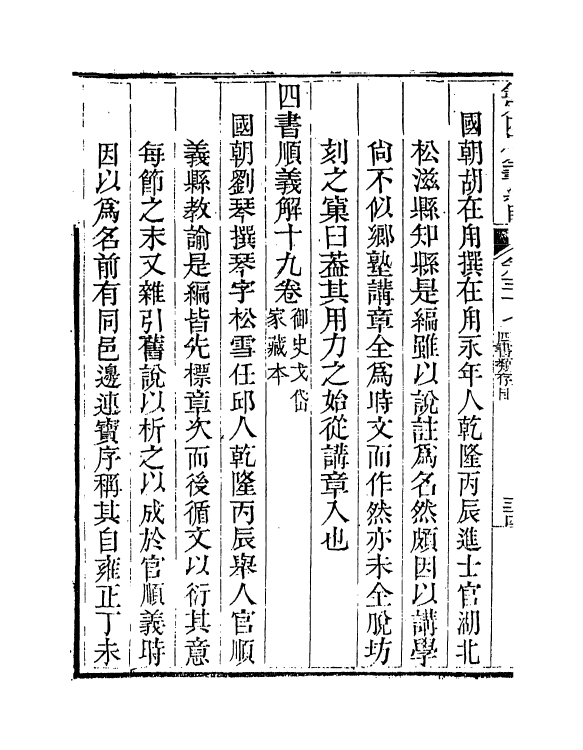 國朝胡在甪撰在甪永年人乾隆丙辰進士官湖北
松滋縣知縣是編雖以說註爲名然頗因以講學
尙不似鄕塾講章全爲時文而作然亦未全脫坊
刻之窠臼葢其用力之始從講章入也
四書順義解十九卷御史戈岱家藏本
國朝劉琴撰琴字松雪任邱人乾隆丙辰舉人官順
義縣教諭是編皆先標章次而後循文以衍其意
每節之末又雜引舊說以析之以成於官順義時
因以爲名前有同邑邊連寶序稱其自雍正丁未